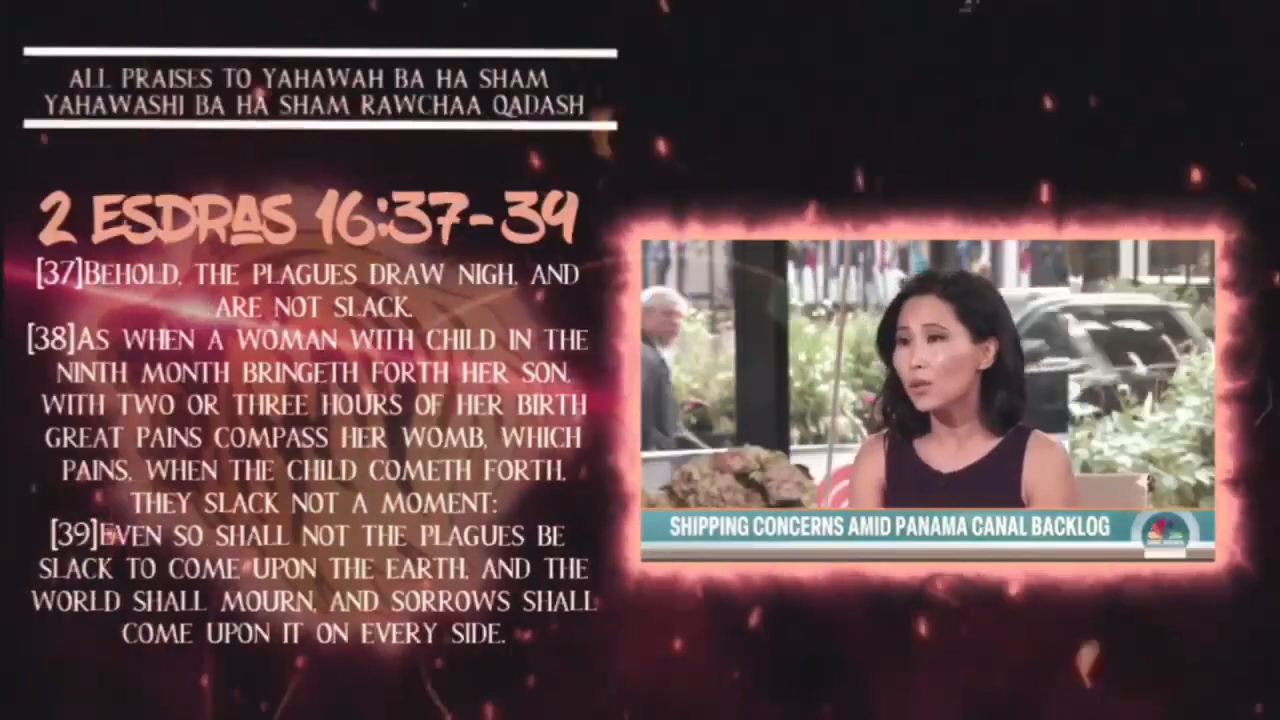 ALL PRAISES TO YAHAWAH BA HA SHAM
YAHAWASHI BA HA SHAM RAWCHAA QADASH
2 ESDRAS 16:37-39
[37]BEHOLD, THE PLAGUES DRAW NIGH, AND
ARE NOT SLACK.
[38]AS WHEN A WOMAN WITH CHILD IN THE
NINTH MONTH BRINGETH FORTH HER SON,
WITH TWO OR THREE HOURS OF HER BIRTH
GREAT PAINS COMPASS HER WOMB, WHICH
PAINS, WHEN THE CHILD COMETH FORTH,
THEY SLACK NOT A MOMENT:
[39]EVEN SO SHALL NOT THE PLAGUES BE
SLACK TO COME UPON THE EARTH, AND THE
WORLD SHALL MOURN, AND SORROWS SHALL
COME UPON IT ON EVERY SIDE.
SHIPPING CONCERNS AMID PANAMA CANAL BACKLOG